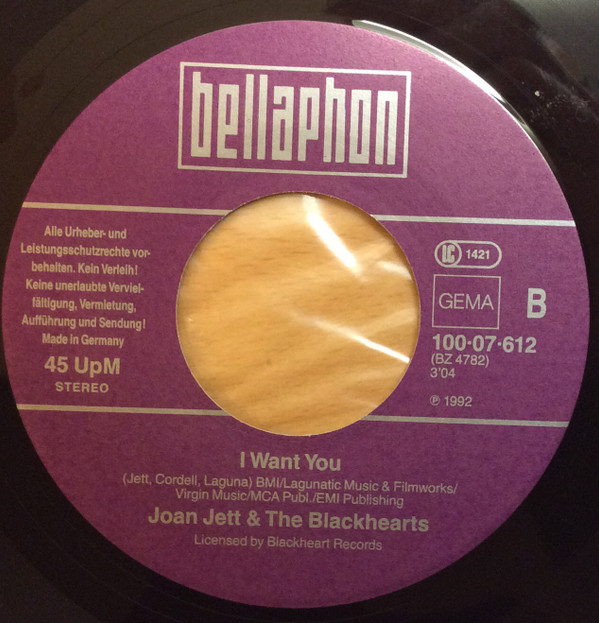 bellaphon
Alle Urheber- und
Leistungsschutzrechte vor-
behalten. Kein Verleih!
Keine unerlaubte Verviel-
fältigung, Vermietung,
Aufführung und Sendung!
Made in Germany
45 UpM
STEREO
LC 1421
GEMA
B
100·07·612
(BZ 4782)
3'04
℗ 1992
I Want You
(Jett, Cordell, Laguna) BMI/Lagunatic Music & Filmworks/
Virgin Music/MCA Publ./EMI Publishing
Joan Jett & The Blackhearts
Licensed by Blackheart Records